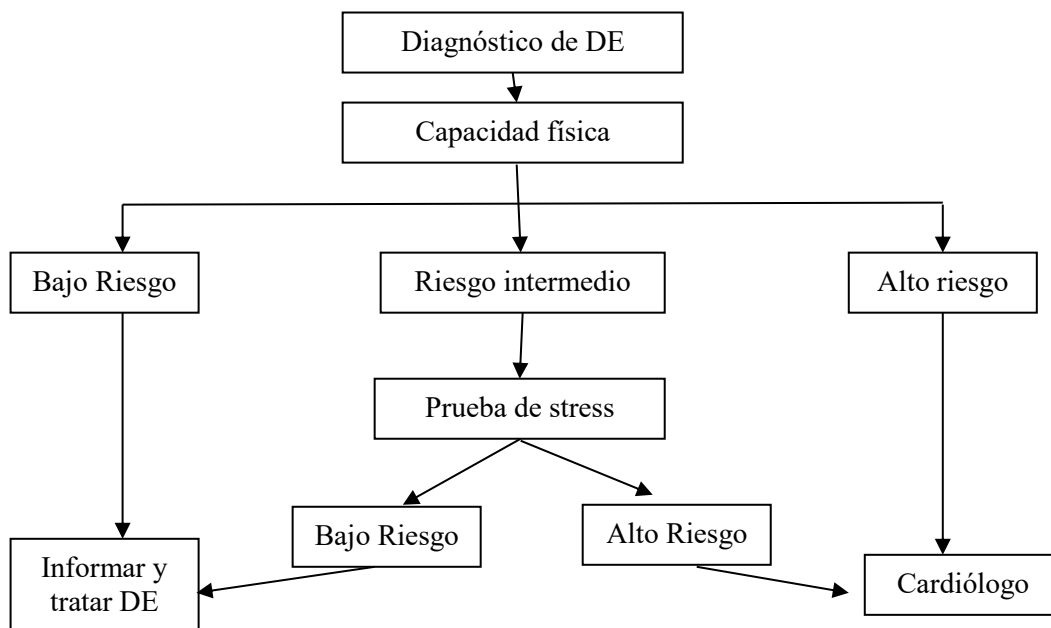 Diagnóstico de DE
Capacidad física
Bajo Riesgo
Riesgo intermedio
Alto riesgo
Prueba de stress
Bajo Riesgo
Alto Riesgo
Informar y
tratar DE
Cardiólogo